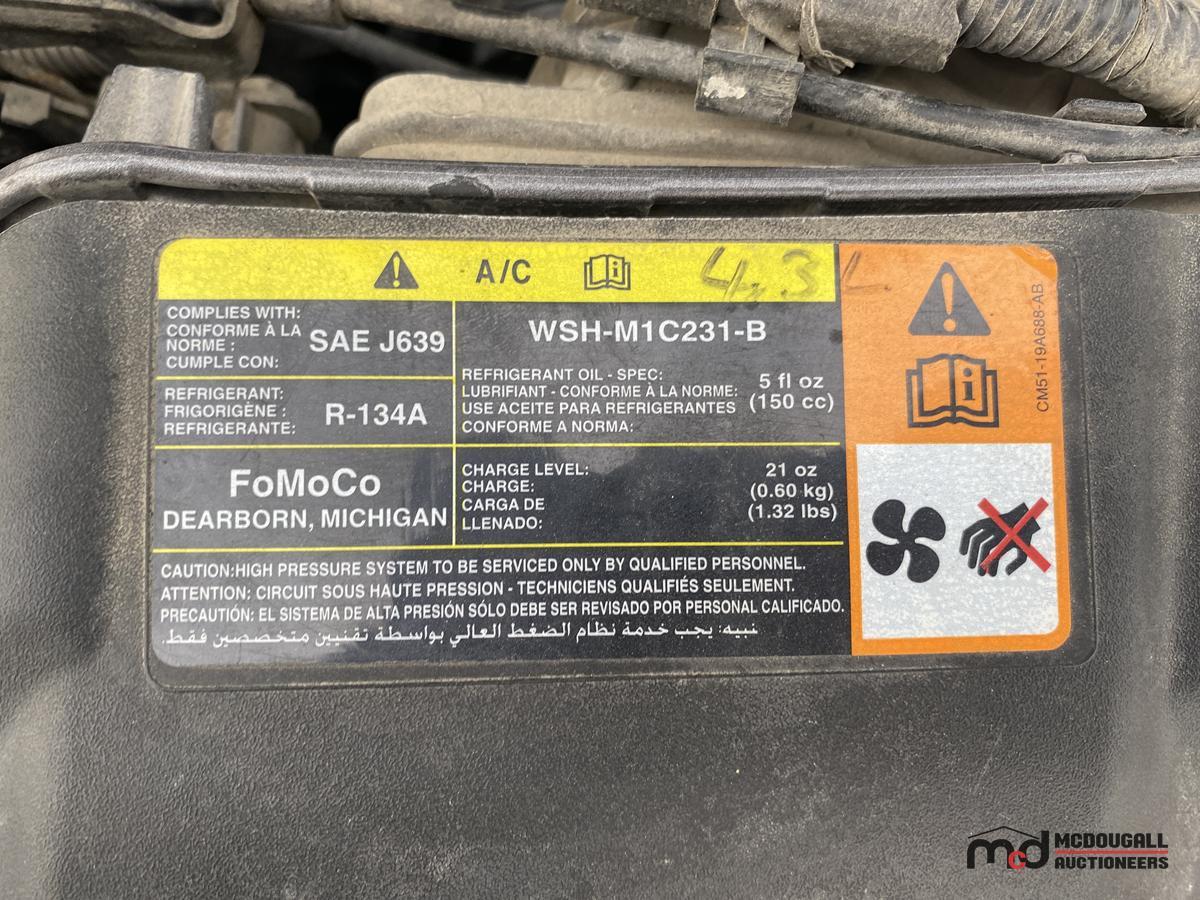 A/C
4.3L
COMPLIES WITH:
CONFORME À LA
NORME :
CUMPLE CON:
SAE J639
WSH-M1C231-B
REFRIGERANT OIL - SPEC:
LUBRIFIANT - CONFORME À LA NORME:
USE ACEITE PARA REFRIGERANTES
CONFORME A NORMA:
5 fl oz
(150 cc)
REFRIGERANT:
FRIGORIGÈNE :
REFRIGERANTE:
R-134A
FoMoCo
DEARBORN, MICHIGAN
CHARGE LEVEL:
CHARGE:
CARGA DE
LLENADO:
21 oz
(0.60 kg)
(1.32 lbs)
CAUTION:HIGH PRESSURE SYSTEM TO BE SERVICED ONLY BY QUALIFIED PERSONNEL.
ATTENTION: CIRCUIT SOUS HAUTE PRESSION - TECHNICIENS QUALIFIÉS SEULEMENT.
PRECAUCIÓN: EL SISTEMA DE ALTA PRESIÓN SÓLO DEBE SER REVISADO POR PERSONAL CALIFICADO.
تنبيه: يجب خدمة نظام الضغط العالي بواسطة تقنيين متخصصين فقط.
CM51-19A688-AB
mcd
MCDOUGALL
AUCTIONEERS